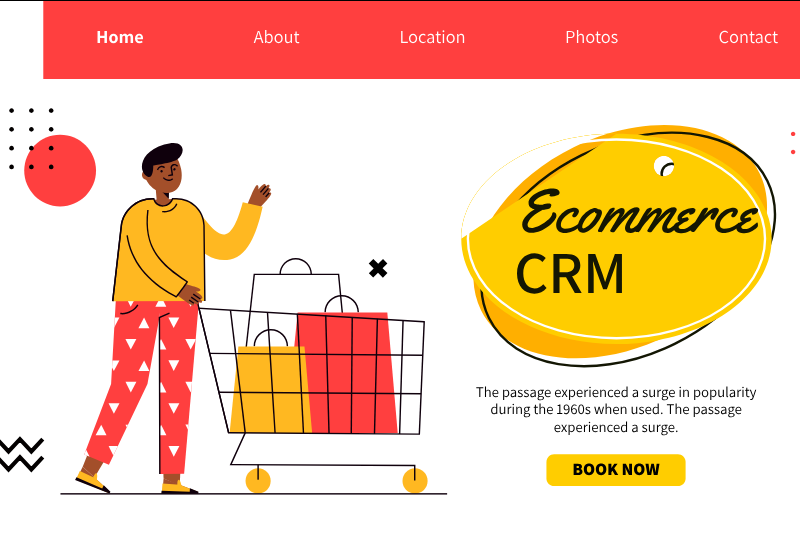 Home About Location Photos Contact
Ecommerce
CRM
The passage experienced a surge in popularity
during the 1960s when used. The passage
experienced a surge.
BOOK NOW